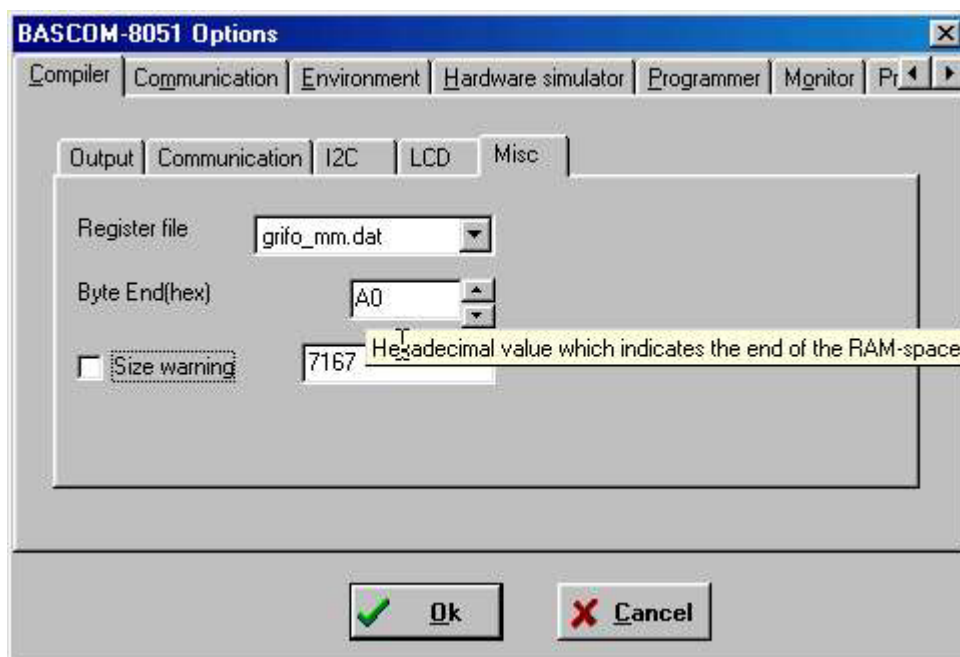 BASCOM-8051 Options
Compiler Communication Environment Hardware simulator Programmer Monitor Pr
Output Communication I2C LCD Misc
Register file grifo_mm.dat
Byte End(hex) A0
Hexadecimal value which indicates the end of the RAM-space
Size warning 7167
Ok Cancel